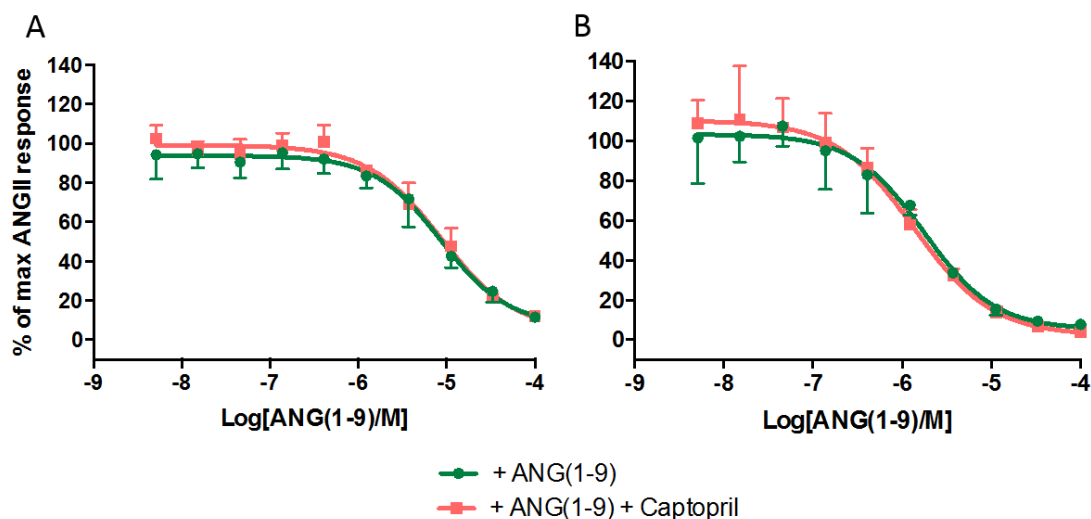 A
B
% of max ANGII response
140
120
100
80
60
40
20
0
-9 -8 -7 -6 -5 -4
Log[ANG(1-9)/M]
140
120
100
80
60
40
20
0
-9 -8 -7 -6 -5 -4
Log[ANG(1-9)/M]
+ ANG(1-9)
+ ANG(1-9) + Captopril